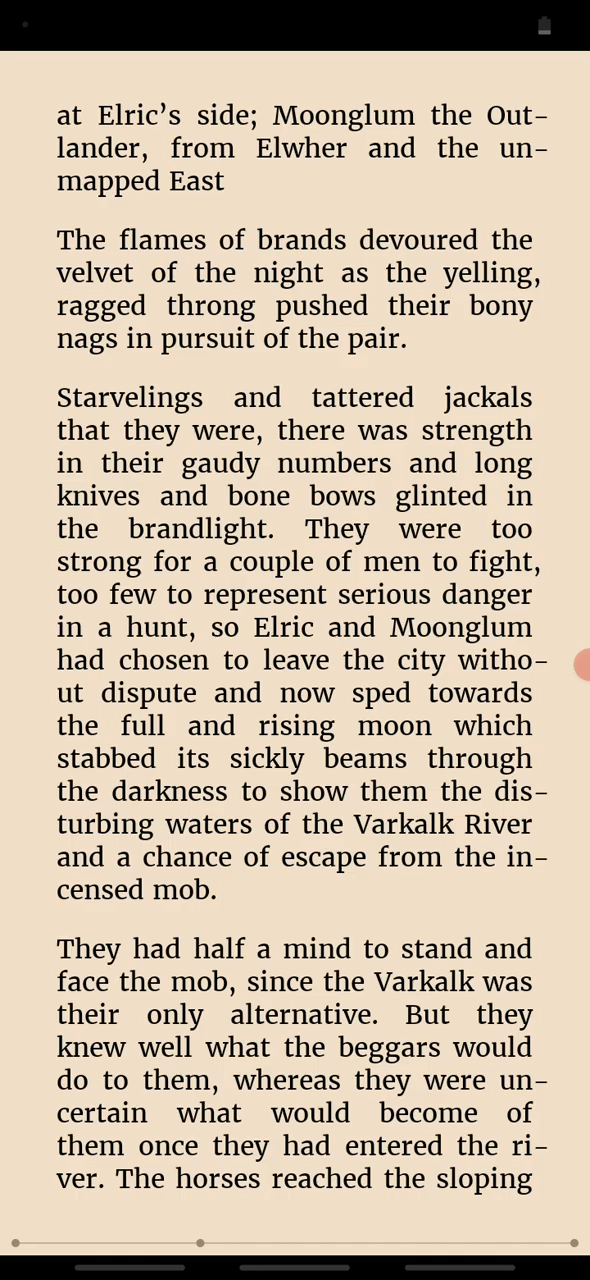 at Elric’s side; Moonglum the Out-
lander, from Elwher and the un-
mapped East
The flames of brands devoured the
velvet of the night as the yelling,
ragged throng pushed their bony
nags in pursuit of the pair.
Starvelings and tattered jackals
that they were, there was strength
in their gaudy numbers and long
knives and bone bows glinted in
the brandlight. They were too
strong for a couple of men to fight,
too few to represent serious danger
in a hunt, so Elric and Moonglum
had chosen to leave the city witho-
ut dispute and now sped towards
the full and rising moon which
stabbed its sickly beams through
the darkness to show them the dis-
turbing waters of the Varkalk River
and a chance of escape from the in-
censed mob.
They had half a mind to stand and
face the mob, since the Varkalk was
their only alternative. But they
knew well what the beggars would
do to them, whereas they were un-
certain what would become of
them once they had entered the ri-
ver. The horses reached the sloping